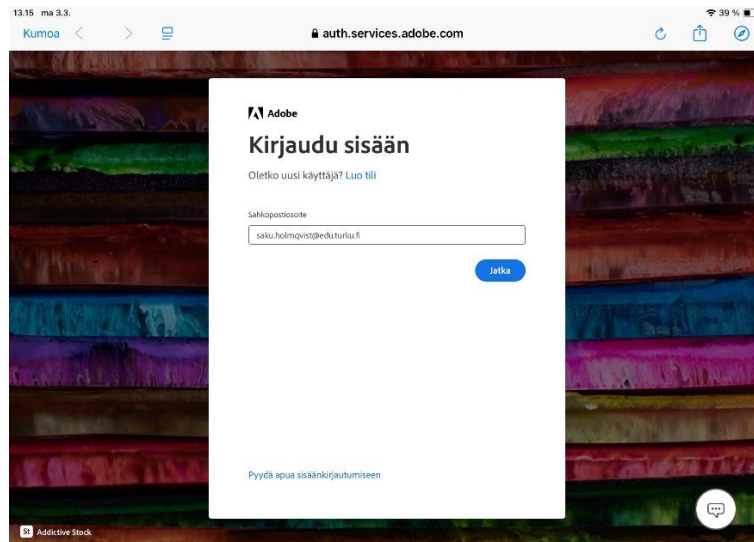 13.15 ma 3.3.
39 %
Kumoa
auth.services.adobe.com
Adobe
Kirjaudu sisään
Oletko uusi käyttäjä? Luo tili
Sähköpostiosoite
saku.holmqvist@edu.turku.fi
Jatka
Pyydä apua sisäänkirjautumiseen
St Addictive Stock